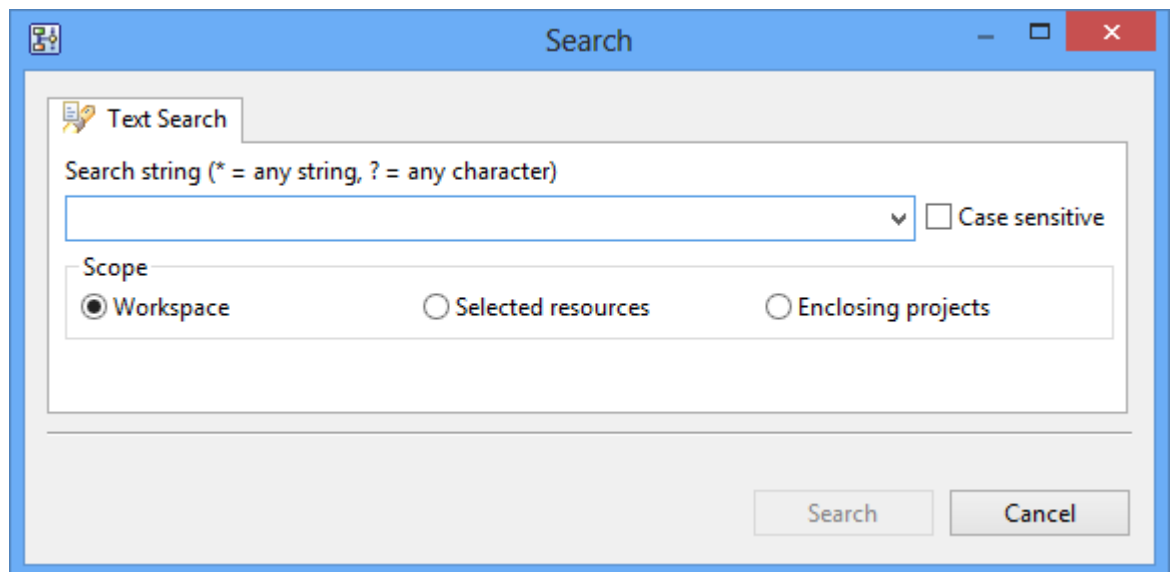 Search
Text Search
Search string (* = any string, ? = any character)
Case sensitive
Scope
Workspace Selected resources Enclosing projects
Search Cancel